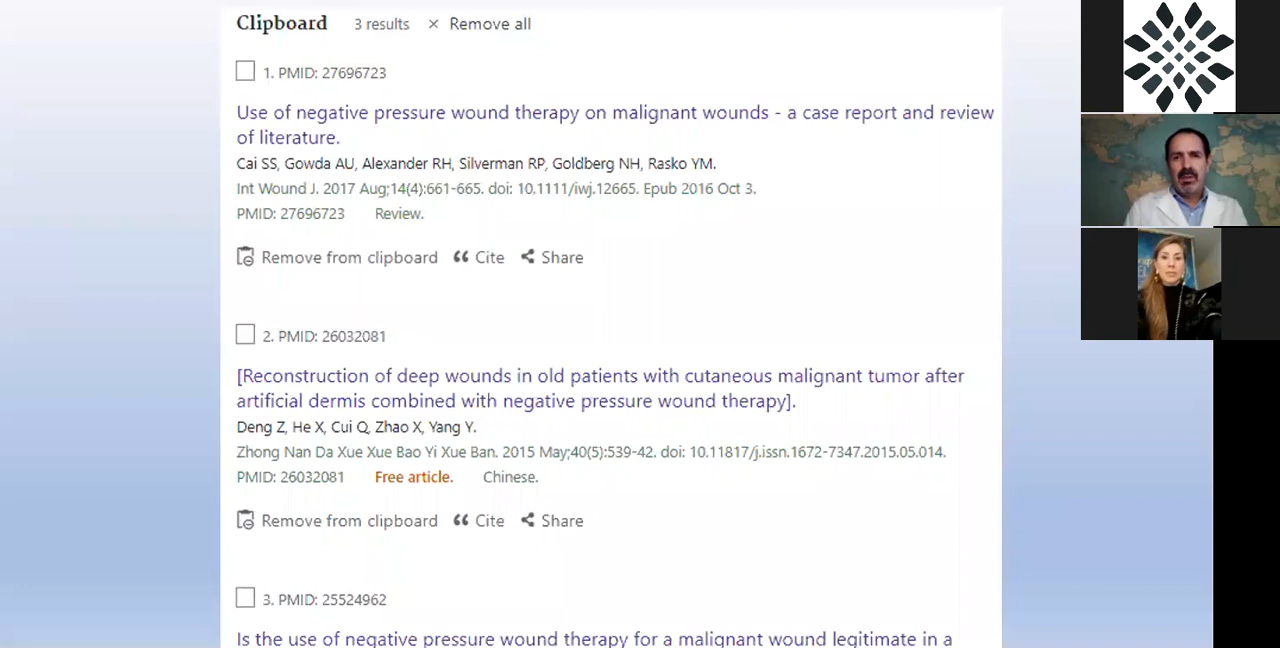 Clipboard 3 results × Remove all
1. PMID: 27696723
Use of negative pressure wound therapy on malignant wounds - a case report and review
of literature.
Cai SS, Gowda AU, Alexander RH, Silverman RP, Goldberg NH, Rasko YM.
Int Wound J. 2017 Aug;14(4):661-665. doi: 10.1111/iwj.12665. Epub 2016 Oct 3.
PMID: 27696723 Review.
Remove from clipboard Cite Share
2. PMID: 26032081
[Reconstruction of deep wounds in old patients with cutaneous malignant tumor after
artificial dermis combined with negative pressure wound therapy].
Deng Z, He X, Cui Q, Zhao X, Yang Y.
Zhong Nan Da Xue Xue Bao Yi Xue Ban. 2015 May;40(5):539-42. doi: 10.11817/j.issn.1672-7347.2015.05.014.
PMID: 26032081 Free article. Chinese.
Remove from clipboard Cite Share
3. PMID: 25524962
Is the use of negative pressure wound therapy for a malignant wound legitimate in a